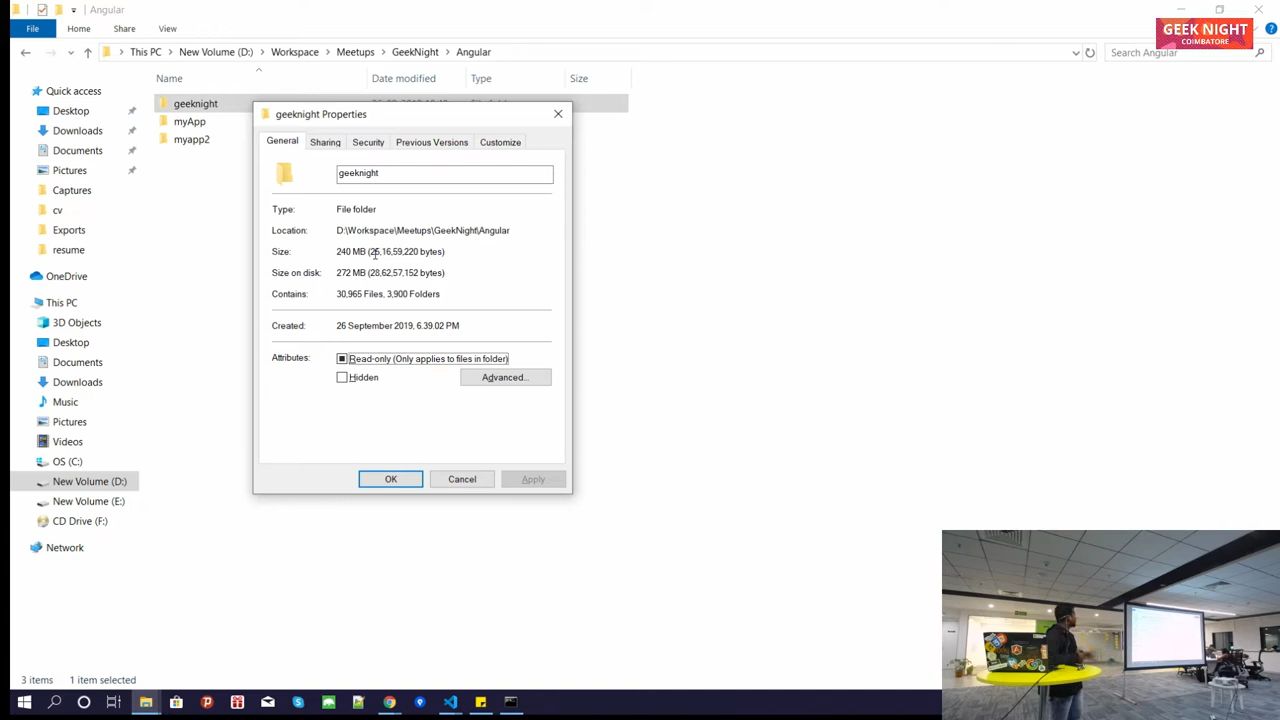 Angular
GEEK NIGHT
COIMBATORE
File
Home
Share
View
This PC
New Volume (D:)
Workspace
Meetups
GeekNight
Angular
Search Angular
Name
Date modified
Type
Size
Quick access
Desktop
Downloads
Documents
Pictures
Captures
cv
Exports
resume
OneDrive
This PC
3D Objects
Desktop
Documents
Downloads
Music
Pictures
Videos
OS (C:)
New Volume (D:)
New Volume (E:)
CD Drive (F:)
Network
geeknight
myApp
myapp2
geeknight Properties
General
Sharing
Security
Previous Versions
Customize
geeknight
Type: File folder
Location: D:\Workspace\Meetups\GeekNight\Angular
Size: 240 MB (25,16,59,220 bytes)
Size on disk: 272 MB (28,62,57,152 bytes)
Contains: 30,965 Files, 3,900 Folders
Created: 26 September 2019, 6.39.02 PM
Attributes: Read-only (Only applies to files in folder)
Hidden
Advanced...
OK
Cancel
Apply
3 items
1 item selected